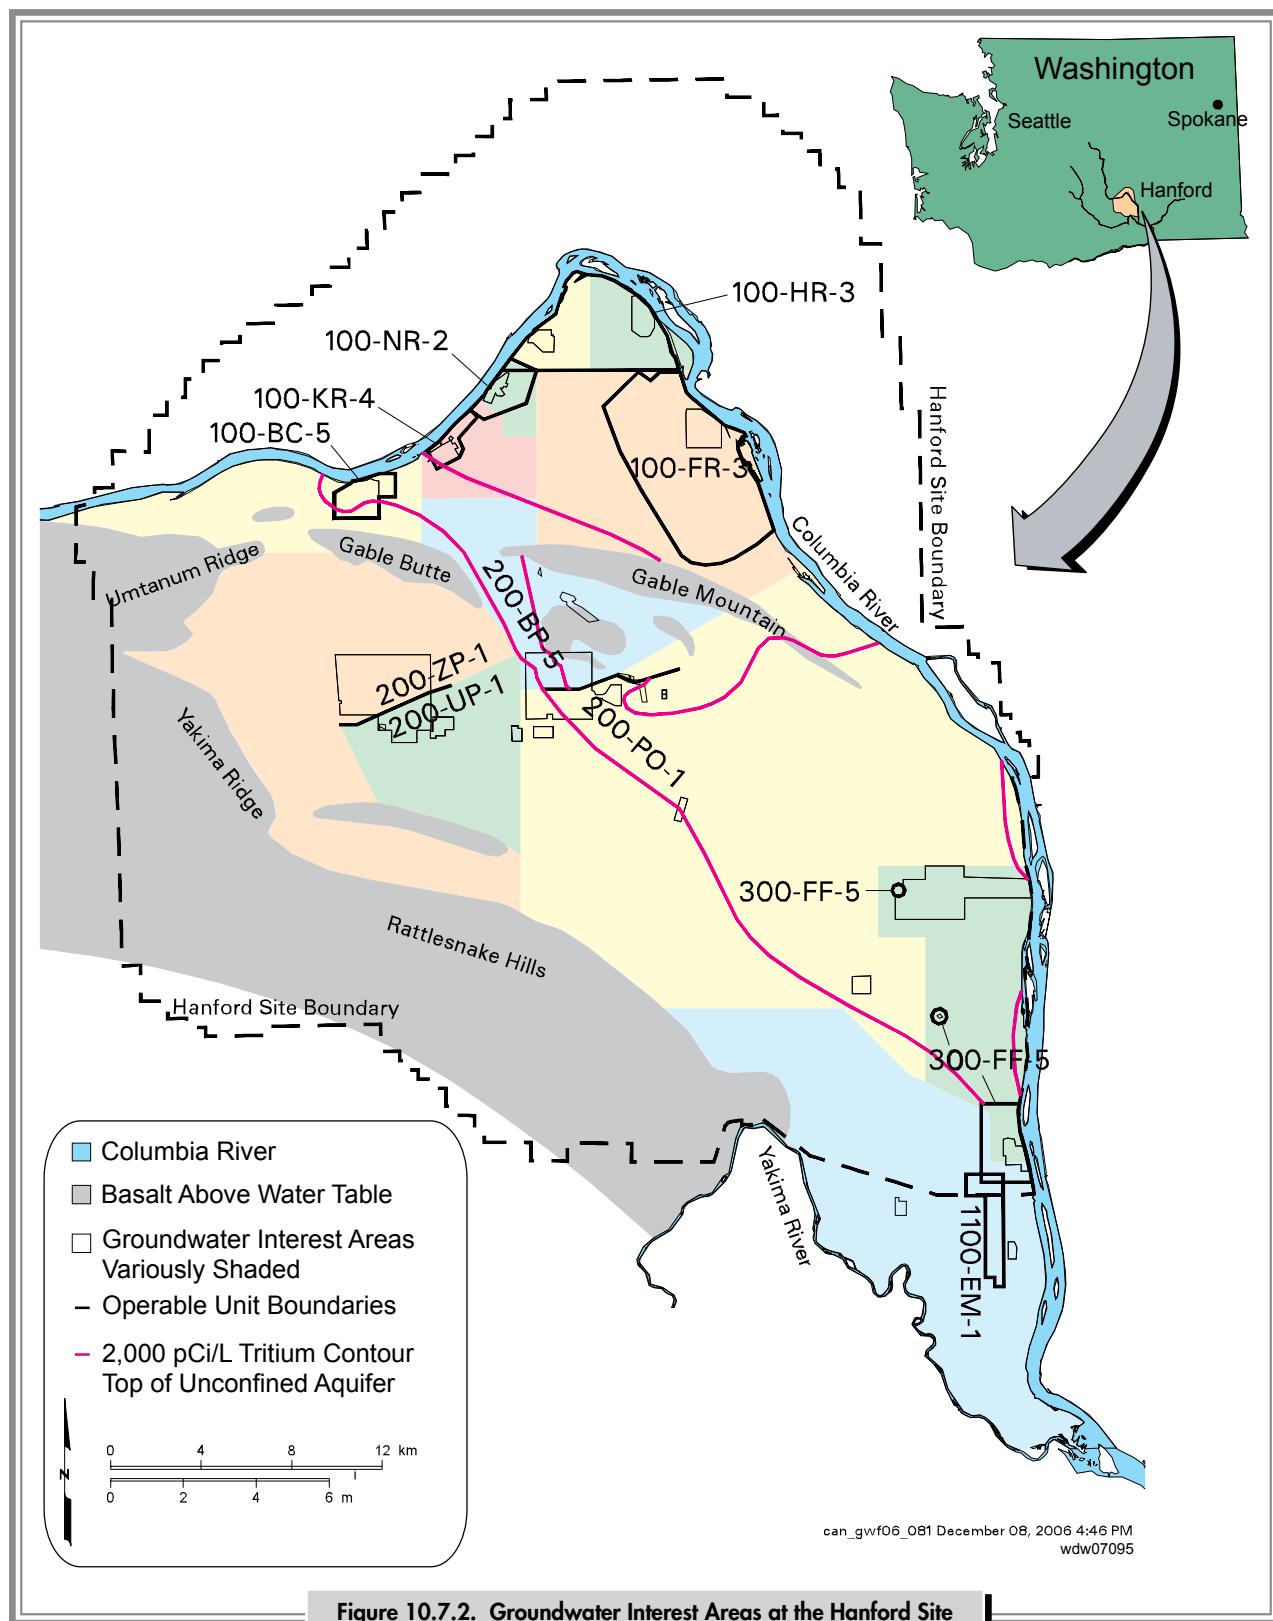 Washington
Seattle
Spokane
Hanford
100-HR-3
100-NR-2
100-KR-4
100-BC-5
100-FR-3
Hanford Site Boundary
Columbia River
Umtanum Ridge
Gable Butte
Gable Mountain
200-BP-5
200-ZP-1
200-UP-1
200-PO-1
Yakima Ridge
300-FF-5
Rattlesnake Hills
Hanford Site Boundary
300-FF-5
Yakima River
1100-EM-1
Columbia River
Basalt Above Water Table
Groundwater Interest Areas
Variously Shaded
Operable Unit Boundaries
2,000 pCi/L Tritium Contour
Top of Unconfined Aquifer
N
0 4 8 12 km
0 2 4 6 m
can_gwf06_081 December 08, 2006 4:46 PM
wdw07095
Figure 10.7.2. Groundwater Interest Areas at the Hanford Site